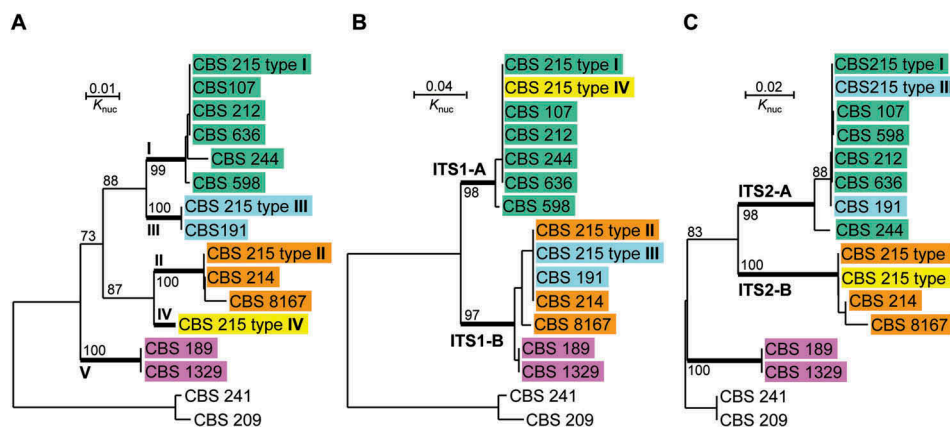 A
0.01
Knuc
CBS 215 type I
CBS107
CBS 212
CBS 636
CBS 244
CBS 598
CBS 215 type III
CBS191
CBS 215 type II
CBS 214
CBS 8167
CBS 215 type IV
CBS 189
CBS 1329
CBS 241
CBS 209
I
99
88
100
III
73
II
100
87
IV
100
V
B
0.04
Knuc
CBS 215 type I
CBS 215 type IV
CBS 107
CBS 212
CBS 244
CBS 636
CBS 598
CBS 215 type II
CBS 215 type III
CBS 191
CBS 214
CBS 8167
CBS 189
CBS 1329
CBS 241
CBS 209
ITS1-A
98
97
ITS1-B
C
0.02
Knuc
CBS215 type I
CBS215 type II
CBS 107
CBS 598
CBS 212
CBS 636
CBS 191
CBS 244
CBS 215 type
CBS 215 type
CBS 214
CBS 8167
CBS 189
CBS 1329
CBS 241
CBS 209
88
ITS2-A
98
83
100
ITS2-B
100